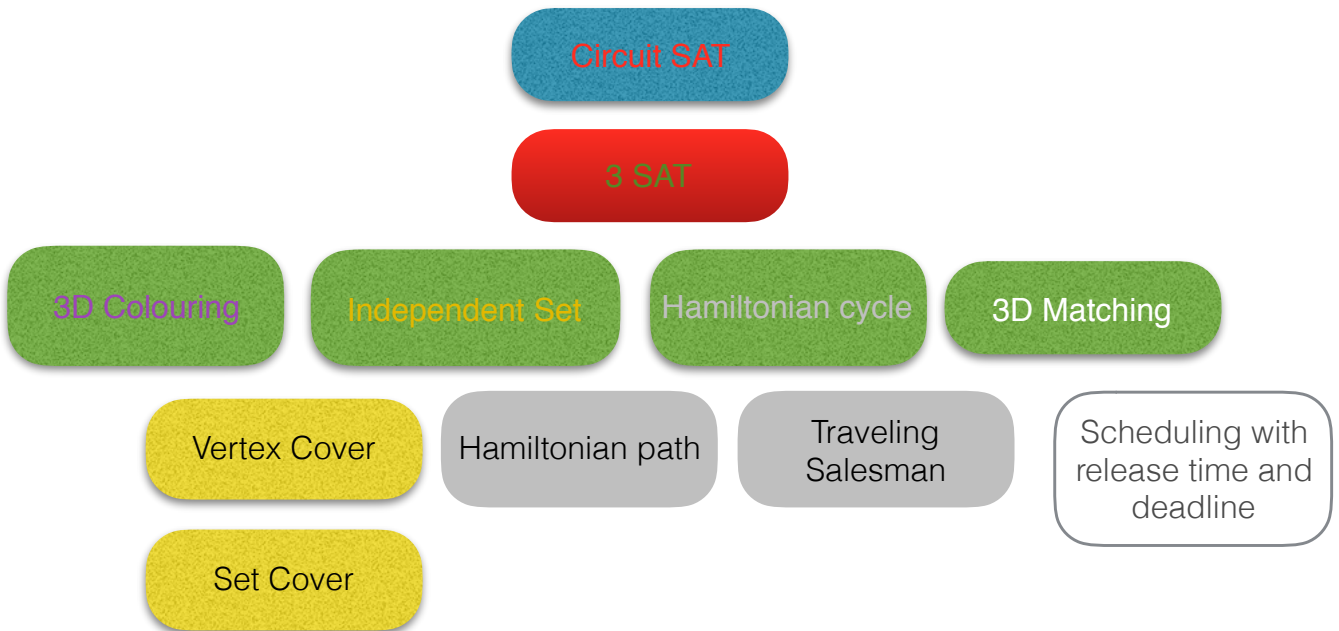 Circuit SAT
3 SAT
3D Colouring
Independent Set
Hamiltonian cycle
3D Matching
Vertex Cover
Hamiltonian path
Traveling
Salesman
Scheduling with
release time and
deadline
Set Cover